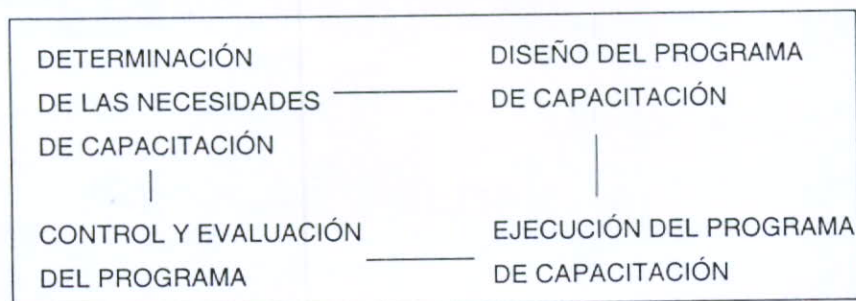 DETERMINACIÓN
DE LAS NECESIDADES
DE CAPACITACIÓN
DISEÑO DEL PROGRAMA
DE CAPACITACIÓN
CONTROL Y EVALUACIÓN
DEL PROGRAMA
EJECUCIÓN DEL PROGRAMA
DE CAPACITACIÓN